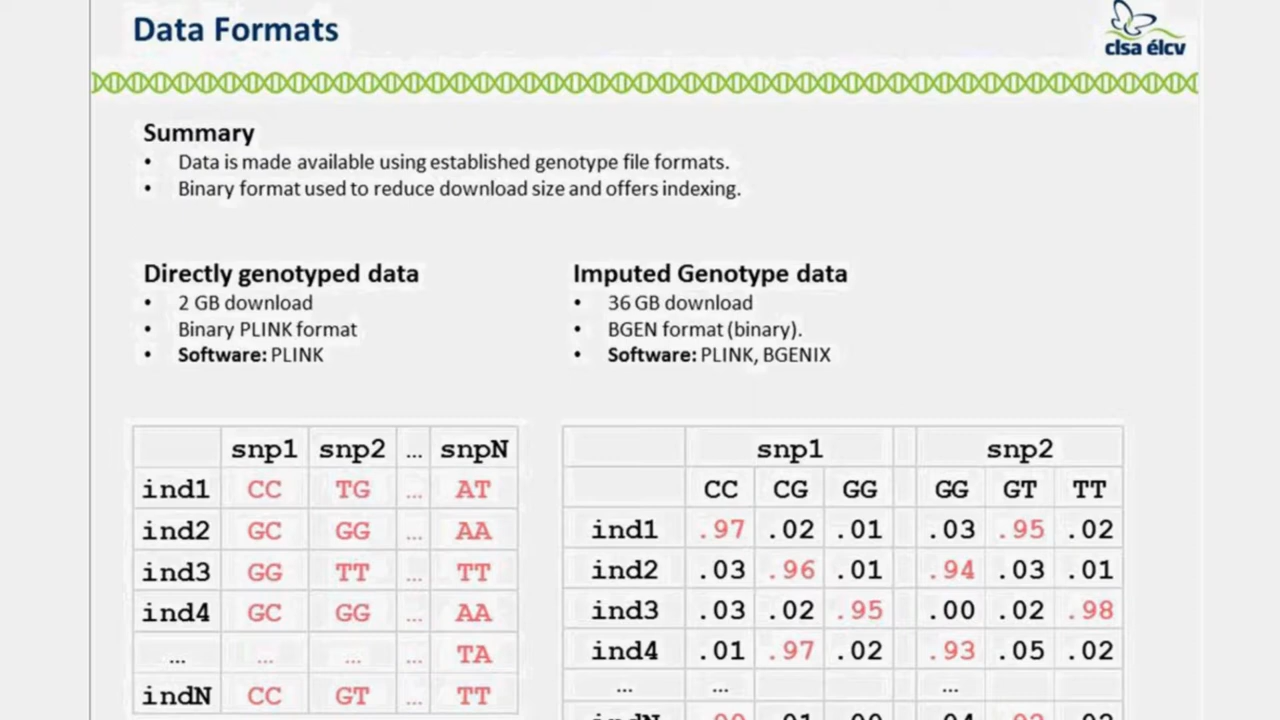 Data Formats
clsa élcv
Summary
• Data is made available using established genotype file formats.
• Binary format used to reduce download size and offers indexing.
Directly genotyped data
• 2 GB download
• Binary PLINK format
• Software: PLINK
Imputed Genotype data
• 36 GB download
• BGEN format (binary).
• Software: PLINK, BGENIX
snp1 snp2 … snpN
ind1 CC TG … AT
ind2 GC GG … AA
ind3 GG TT … TT
ind4 GC GG … AA
… … … … TA
indN CC GT TT
snp1 snp2
CC CG GG GG GT TT
ind1 .97 .02 .01 .03 .95 .02
ind2 .03 .96 .01 .94 .03 .01
ind3 .03 .02 .95 .00 .02 .98
ind4 .01 .97 .02 .93 .05 .02
… … …